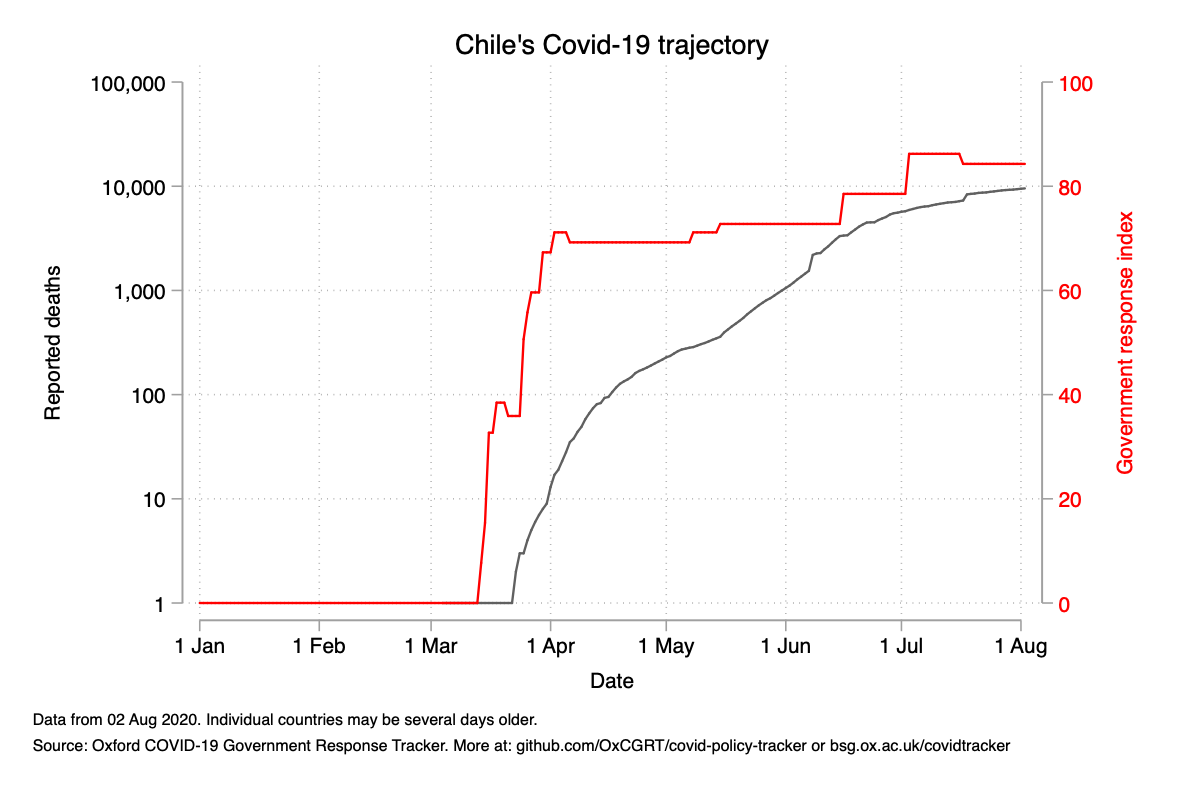 Chile's Covid-19 trajectory
100,000
10,000
1,000
100
10
1
Reported deaths
100
80
60
40
20
0
Government response index
1 Jan 1 Feb 1 Mar 1 Apr 1 May 1 Jun 1 Jul 1 Aug
Date
Data from 02 Aug 2020. Individual countries may be several days older.
Source: Oxford COVID-19 Government Response Tracker. More at: github.com/OxCGRT/covid-policy-tracker or bsg.ox.ac.uk/covidtracker